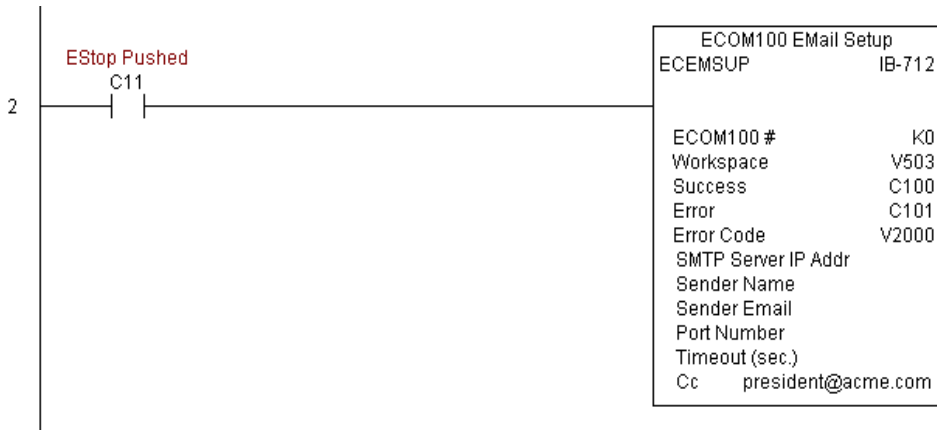 EStop Pushed
C11
2
ECOM100 EMail Setup
ECEMSUP IB-712
ECOM100 # K0
Workspace V503
Success C100
Error C101
Error Code V2000
SMTP Server IP Addr
Sender Name
Sender Email
Port Number
Timeout (sec.)
Cc president@acme.com